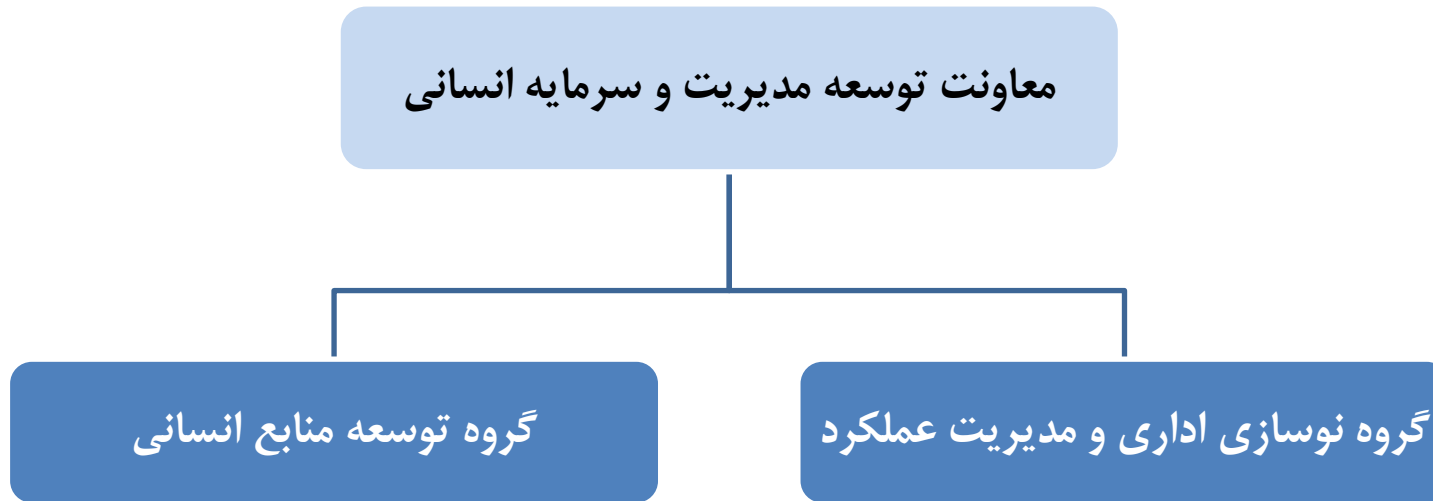 معاونت توسعه مدیریت و سرمایه انسانی
گروه نوسازی اداری و مدیریت عملکرد
گروه توسعه منابع انسانی